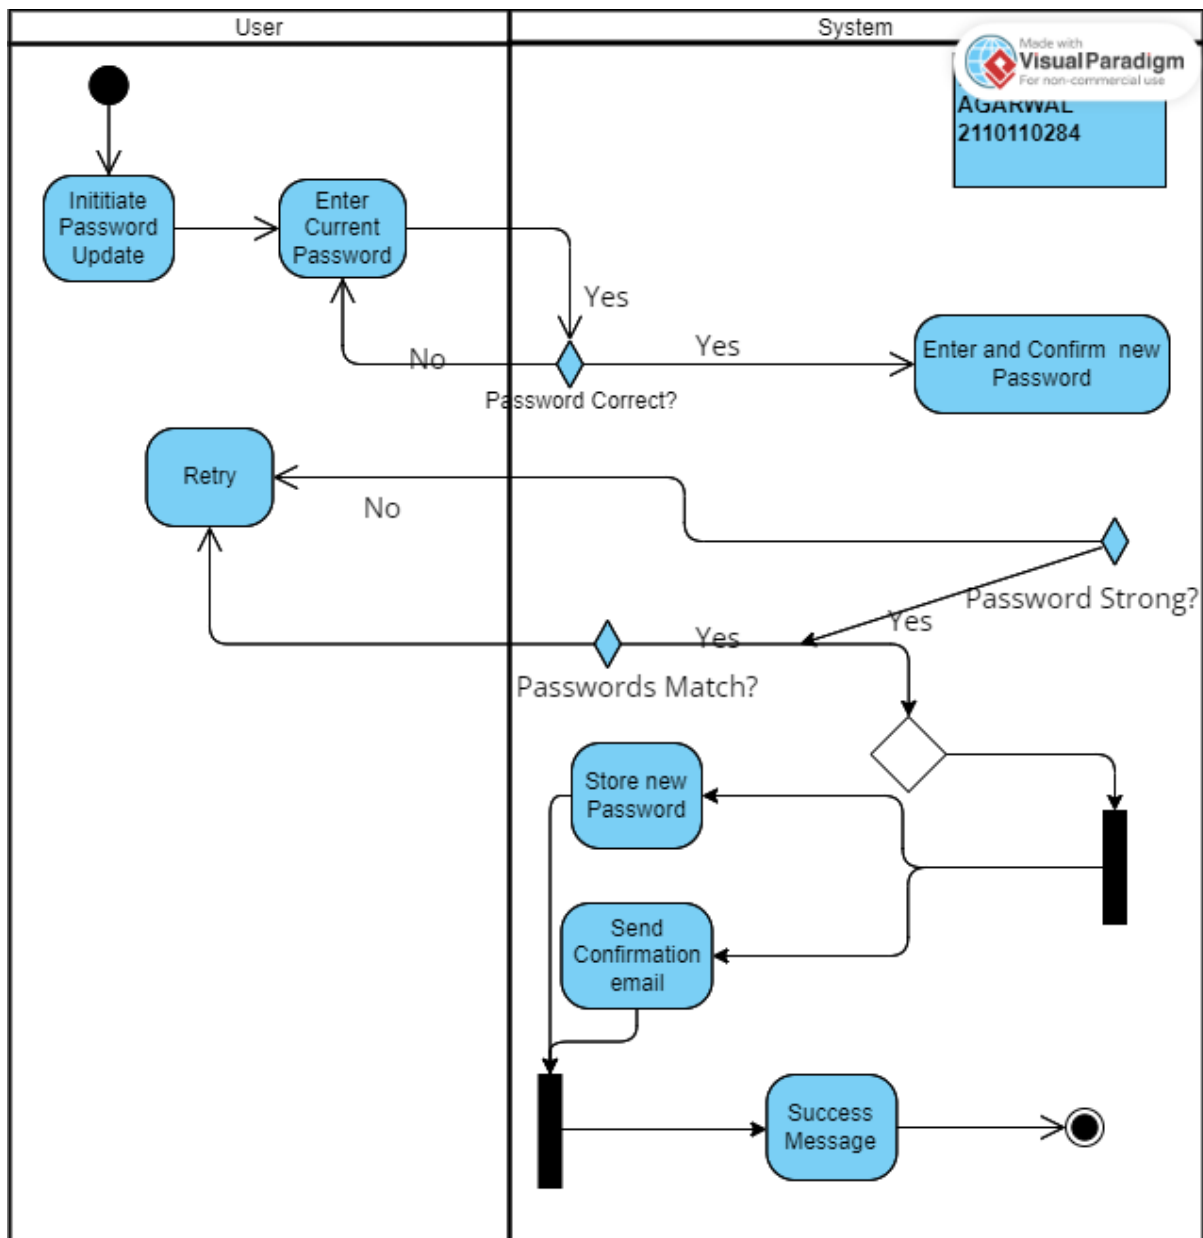 User
System
Made with
Visual Paradigm
For non-commercial use
AGARWAL
2110110284
Inititiate
Password
Update
Enter
Current
Password
Yes
No
Yes
Enter and Confirm new
Password
Password Correct?
Retry
No
Password Strong?
Yes
Yes
Passwords Match?
Store new
Password
Send
Confirmation
email
Success
Message